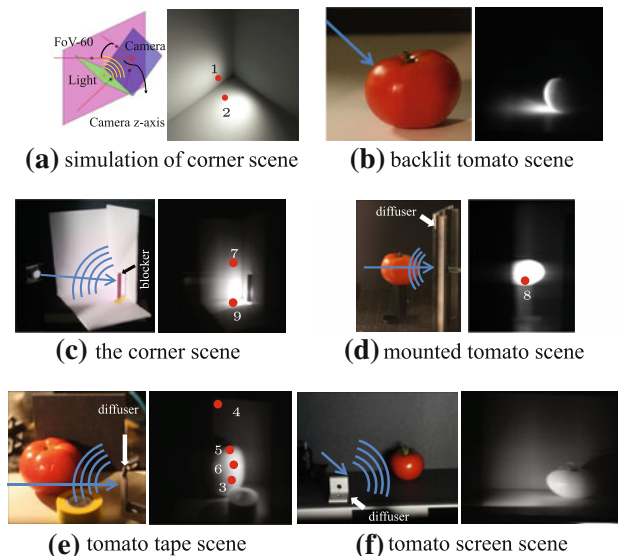 FoV-60
Camera
Light
Camera z-axis
1
2
(a) simulation of corner scene
(b) backlit tomato scene
blocker
7
9
(c) the corner scene
diffuser
8
(d) mounted tomato scene
diffuser
4
5
6
3
(e) tomato tape scene
diffuser
(f) tomato screen scene